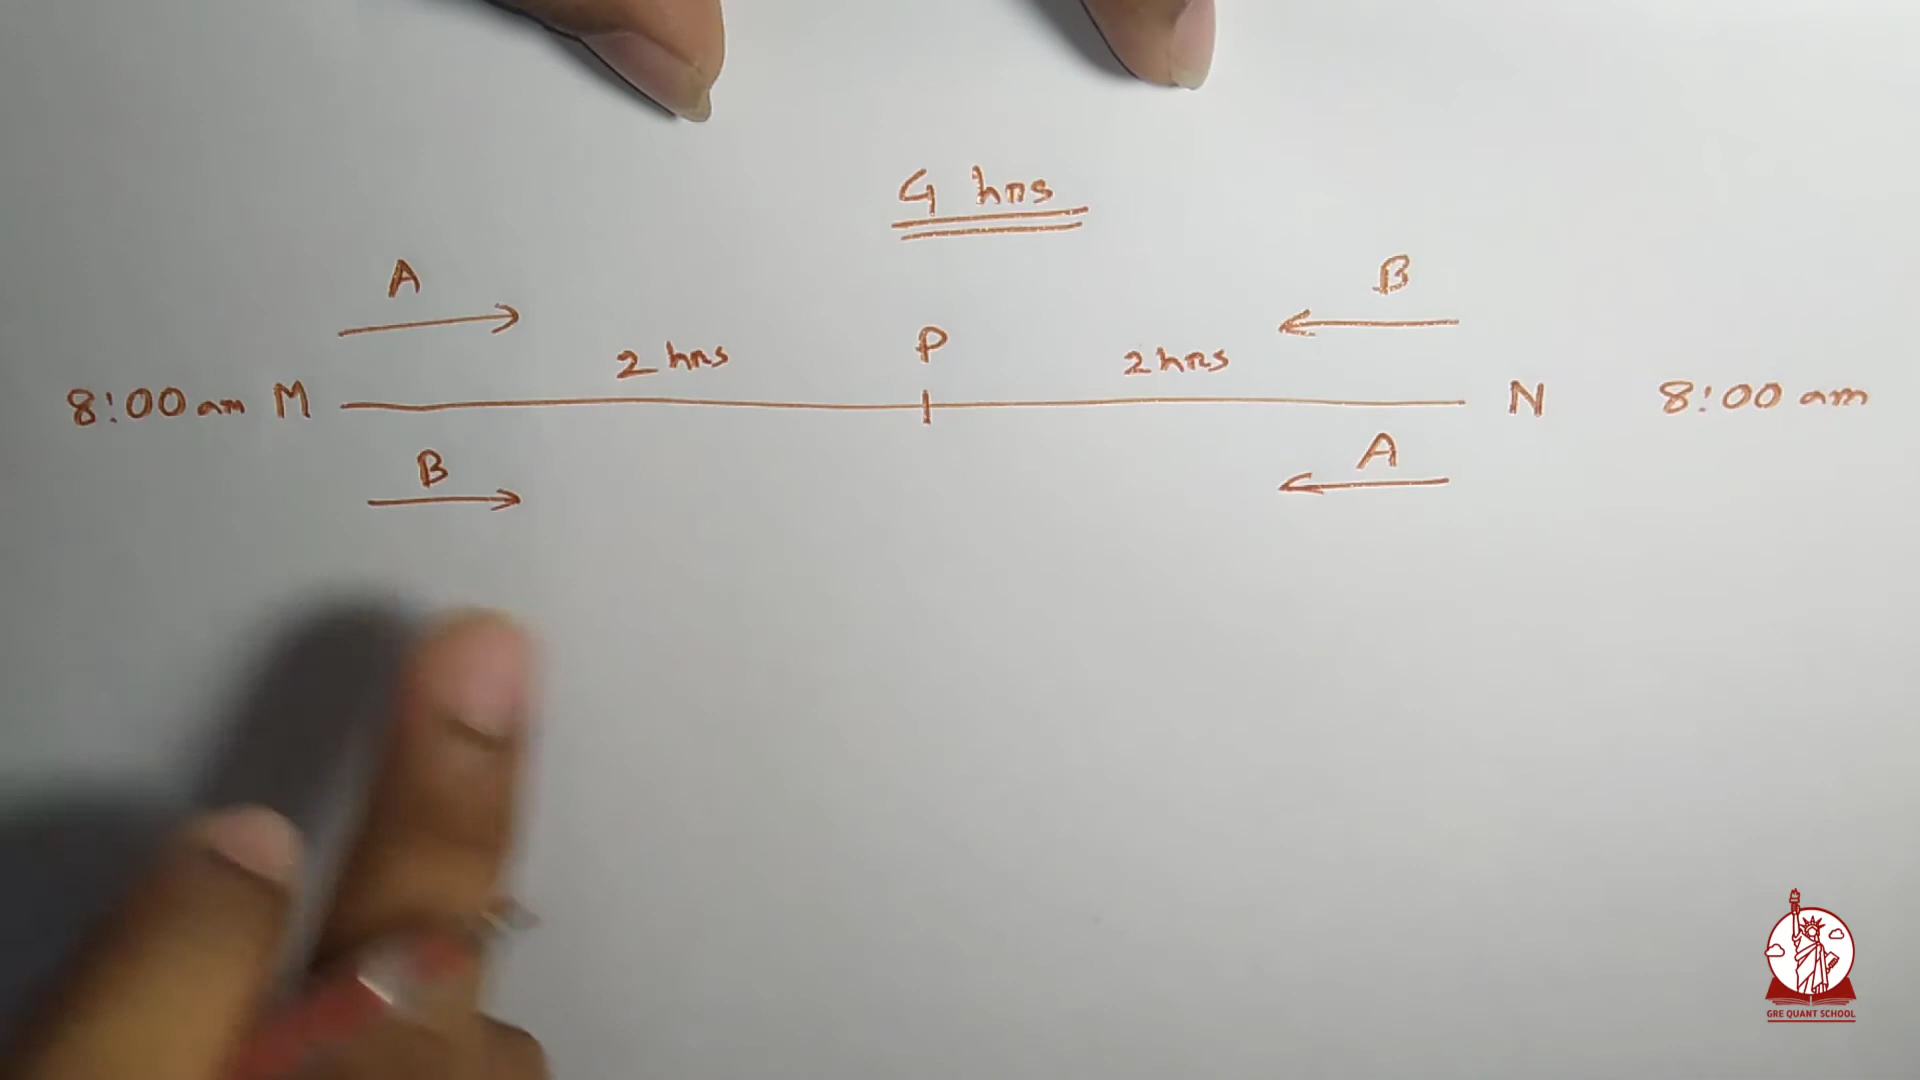 4 hrs
A
B
P
2 hrs
2 hrs
8:00 am M
N 8:00 am
B
A
GRE QUANT SCHOOL